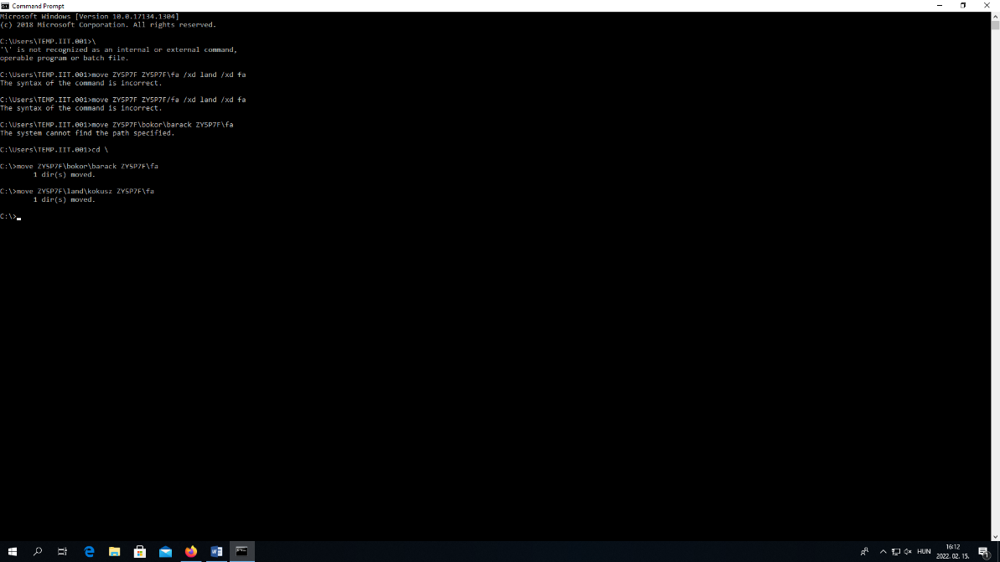 Command Prompt
Microsoft Windows [Version 10.0.17134.1304]
(c) 2018 Microsoft Corporation. All rights reserved.
C:\Users\TEMP.IIT.001>\
'\' is not recognized as an internal or external command,
operable program or batch file.
C:\Users\TEMP.IIT.001>move ZY5P7F ZY5P7F\fa /xd land /xd fa
The syntax of the command is incorrect.
C:\Users\TEMP.IIT.001>move ZY5P7F ZY5P7F/fa /xd land /xd fa
The syntax of the command is incorrect.
C:\Users\TEMP.IIT.001>move ZY5P7F\bokor\barack ZY5P7F\fa
The system cannot find the path specified.
C:\Users\TEMP.IIT.001>cd \
C:\>move ZY5P7F\bokor\barack ZY5P7F\fa
1 dir(s) moved.
C:\>move ZY5P7F\land\kokusz ZY5P7F\fa
1 dir(s) moved.
C:\>
HUN
16:12
2022. 02. 15.
1